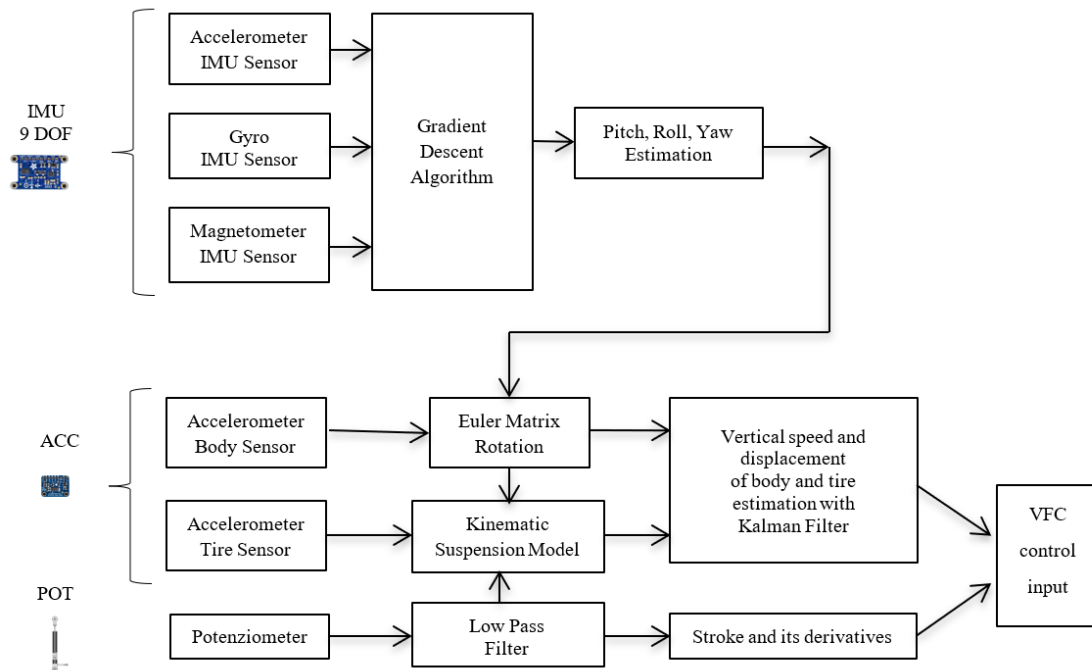 Accelerometer
IMU Sensor
IMU
9 DOF
Gyro
IMU Sensor
Magnetometer
IMU Sensor
Gradient
Descent
Algorithm
Pitch, Roll, Yaw
Estimation
ACC
Accelerometer
Body Sensor
Euler Matrix
Rotation
Vertical speed and
displacement
of body and tire
estimation with
Kalman Filter
Accelerometer
Tire Sensor
Kinematic
Suspension Model
VFC
control
input
POT
Potenziometer
Low Pass
Filter
Stroke and its derivatives